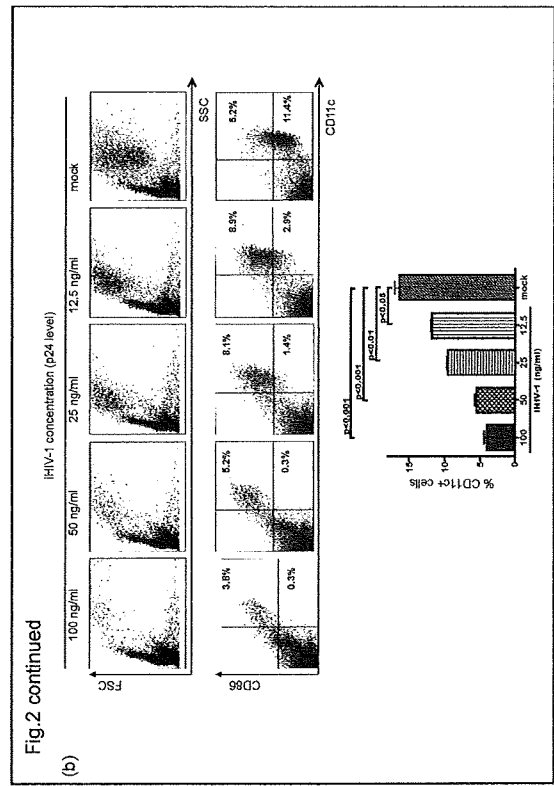 Fig.2 continued
(b)
iHIV-1 concentration (p24 level)
100 ng/ml 50 ng/ml 25 ng/ml 12.5 ng/ml mock
FSC
SSC
CD86
3.8% 5.2% 8.1% 8.9% 5.2%
0.3% 0.3% 1.4% 2.9% 11.4%
CD11c
p<0.001
p<0.001
p<0.01
p<0.05
% CD11c+ cells
15
10
5
0
100 50 25 12.5 mock
iHIV-1 (ng/ml)